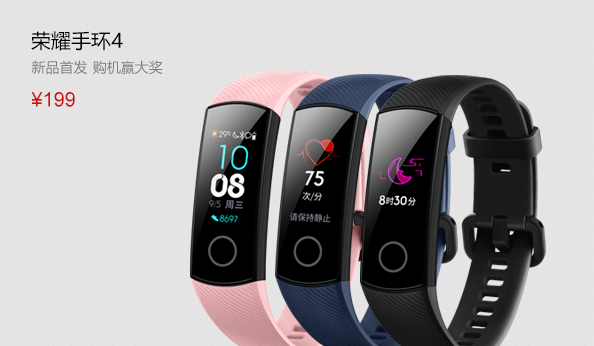 荣耀手环4
新品首发 购机赢大奖
¥199
29°
10
08
9/5 周三
8697
75
次/分
请保持静止
8时30分